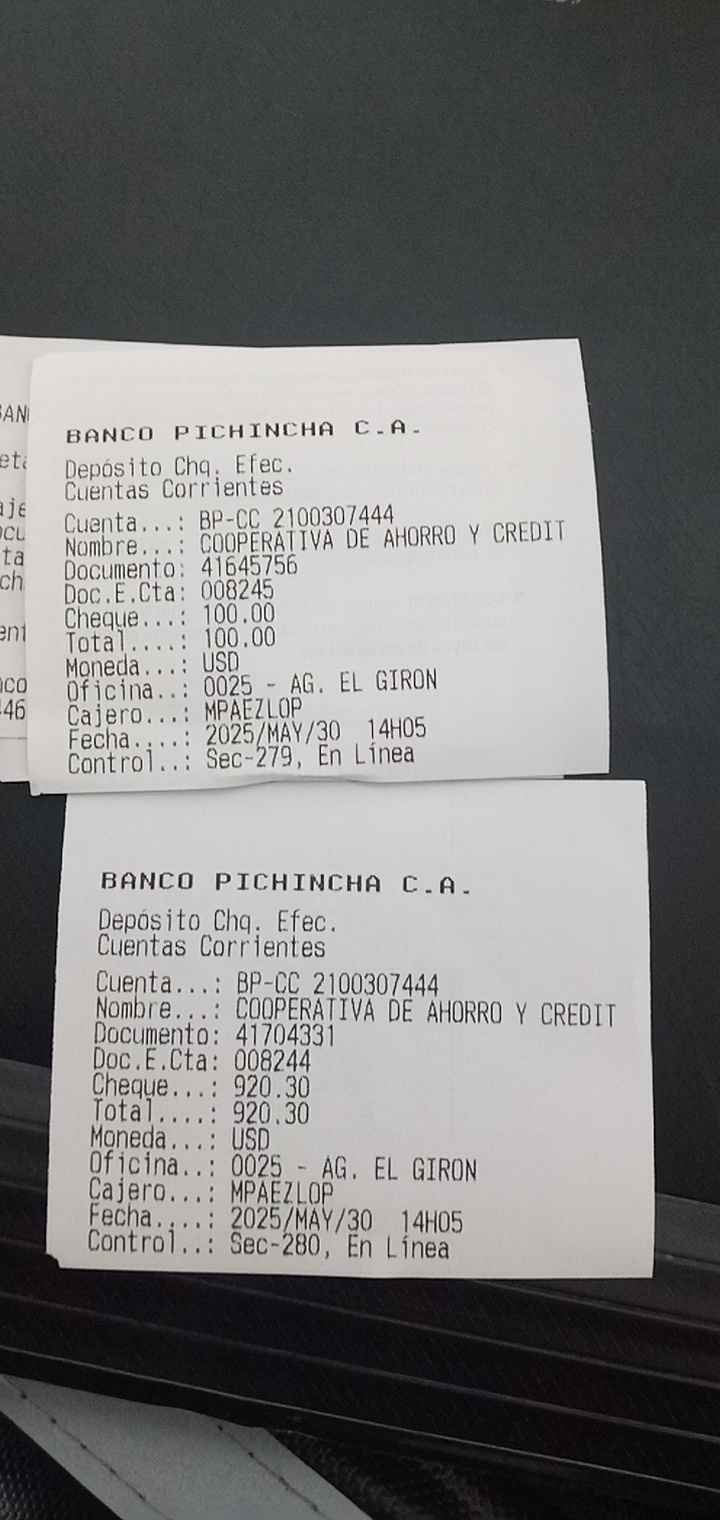 BANCO PICHINCHA C.A.
Depósito Chq. Efec.
Cuentas Corrientes
Cuenta...: BP-CC 2100307444
Nombre...: COOPERATIVA DE AHORRO Y CREDIT
Documento: 41645756
Doc.E.Cta: 008245
Cheque...: 100.00
Total....: 100.00
Moneda...: USD
Oficina..: 0025 - AG. EL GIRON
Cajero...: MPAEZLOP
Fecha....: 2025/MAY/30 14H05
Control..: Sec-279, En Línea
BANCO PICHINCHA C.A.
Depósito Chq. Efec.
Cuentas Corrientes
Cuenta...: BP-CC 2100307444
Nombre...: COOPERATIVA DE AHORRO Y CREDIT
Documento: 41704331
Doc.E.Cta: 008244
Cheque...: 920.30
Total....: 920.30
Moneda...: USD
Oficina..: 0025 - AG. EL GIRON
Cajero...: MPAEZLOP
Fecha....: 2025/MAY/30 14H05
Control..: Sec-280, En Línea